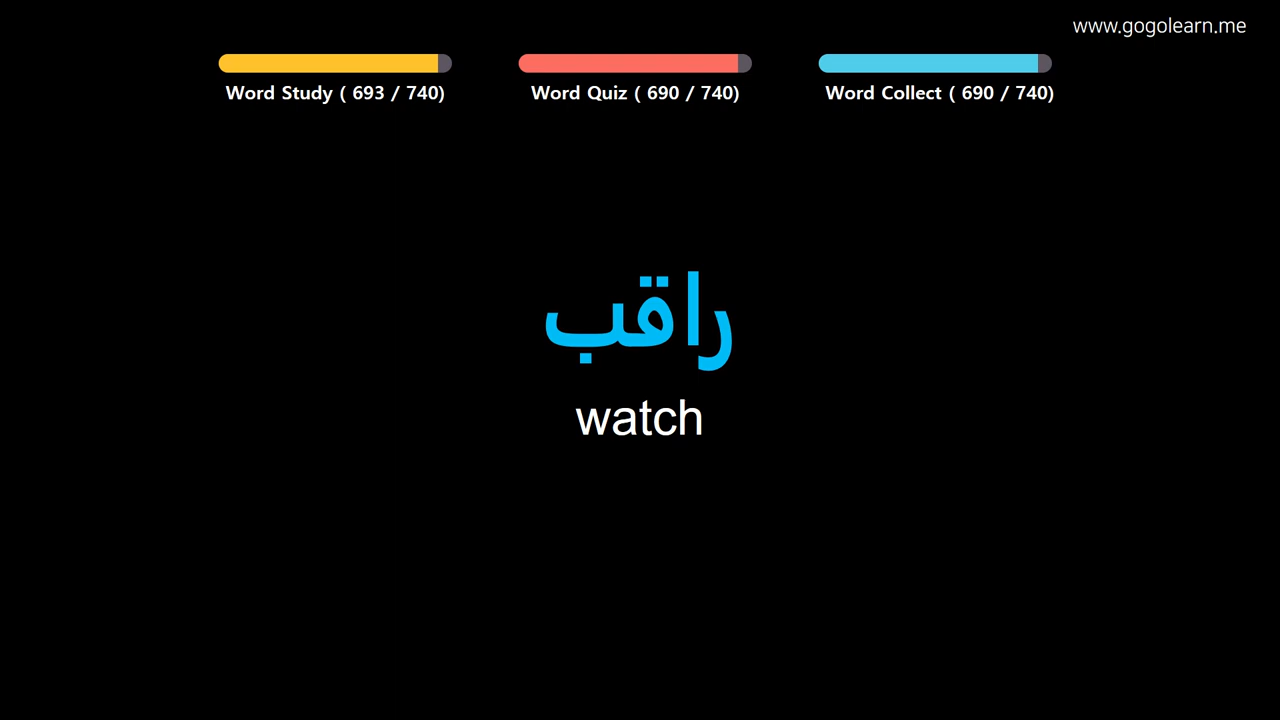 www.gogolearn.me
Word Study ( 693 / 740)
Word Quiz ( 690 / 740)
Word Collect ( 690 / 740)
راقب
watch